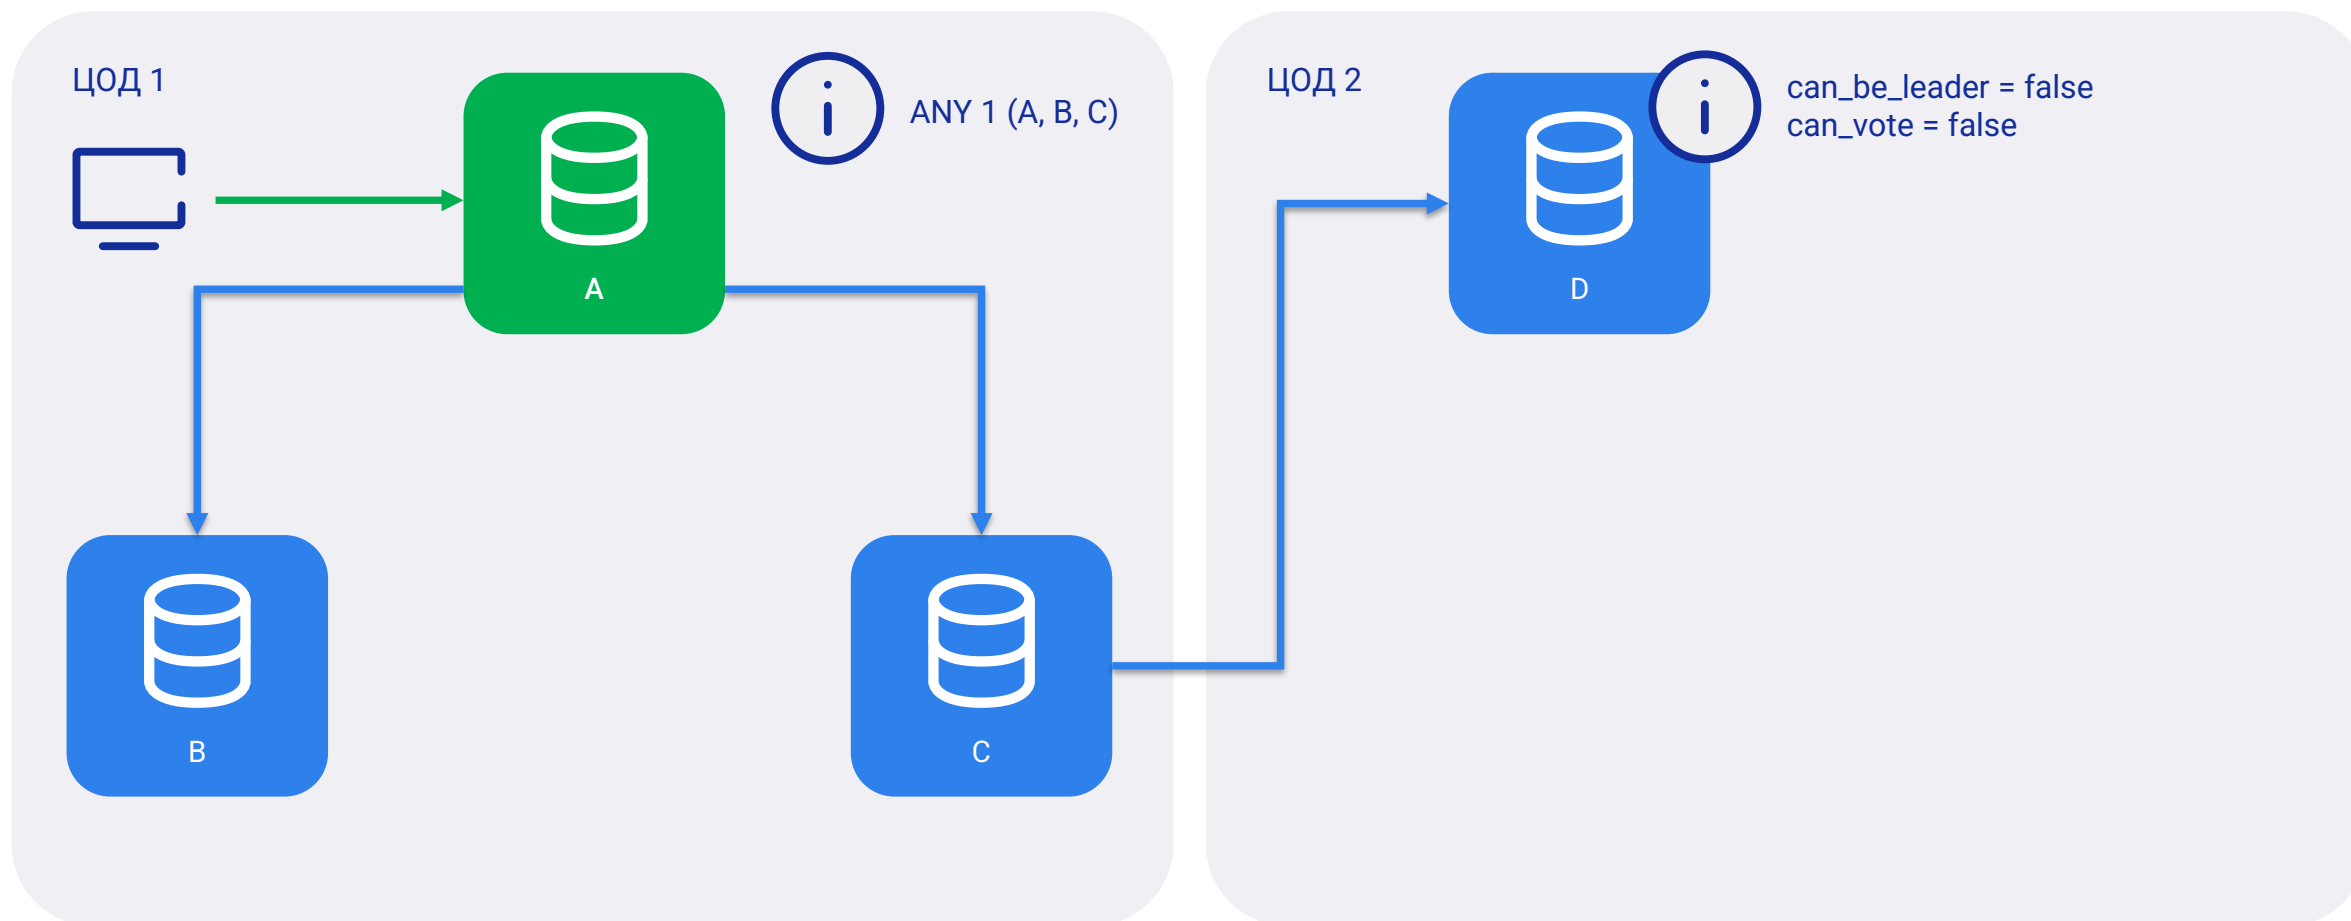 ЦОД 1
ANY 1 (A, B, C)
A
B
C
ЦОД 2
can_be_leader = false
can_vote = false
D